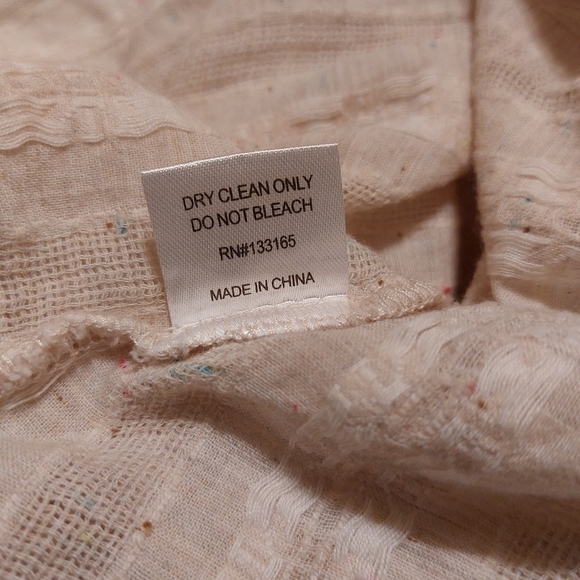 DRY CLEAN ONLY
DO NOT BLEACH
RN#133165
MADE IN CHINA